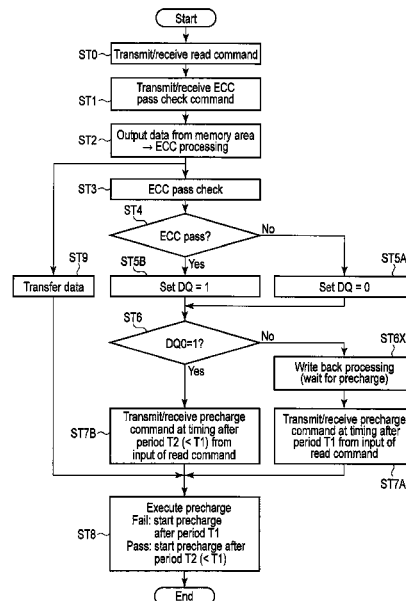 Start
ST0
Transmit/receive read command
ST1
Transmit/receive ECC
pass check command
ST2
Output data from memory area
→ ECC processing
ST3
ECC pass check
ST4
ECC pass?
No
Yes
ST9
Transfer data
ST5B
Set DQ = 1
ST5A
Set DQ = 0
ST6
DQ0=1?
No
Yes
ST6X
Write back processing
(wait for precharge)
ST7B
Transmit/receive precharge
command at timing after
period T2 (< T1) from
input of read command
Transmit/receive precharge
command at timing after
period T1 from input of
read command
ST7A
ST8
Execute precharge
Fail: start precharge
after period T1
Pass: start precharge after
period T2 (< T1)
End